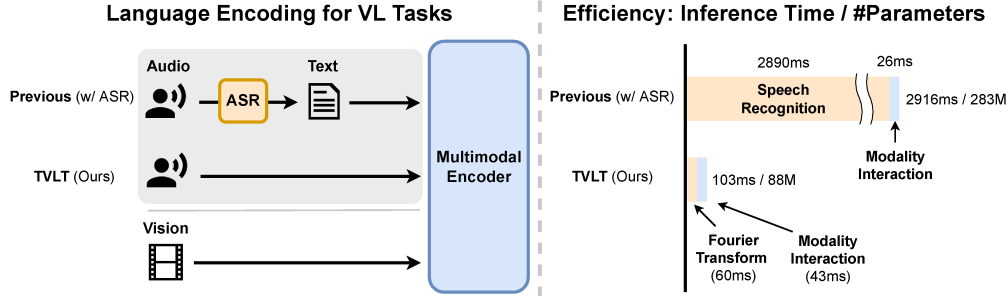 Language Encoding for VL Tasks
Audio
Text
Previous (w/ ASR)
ASR
TVLT (Ours)
Vision
Multimodal
Encoder
Efficiency: Inference Time / #Parameters
2890ms
26ms
Previous (w/ ASR)
Speech
Recognition
2916ms / 283M
Modality
Interaction
TVLT (Ours)
103ms / 88M
Fourier
Transform
(60ms)
Modality
Interaction
(43ms)